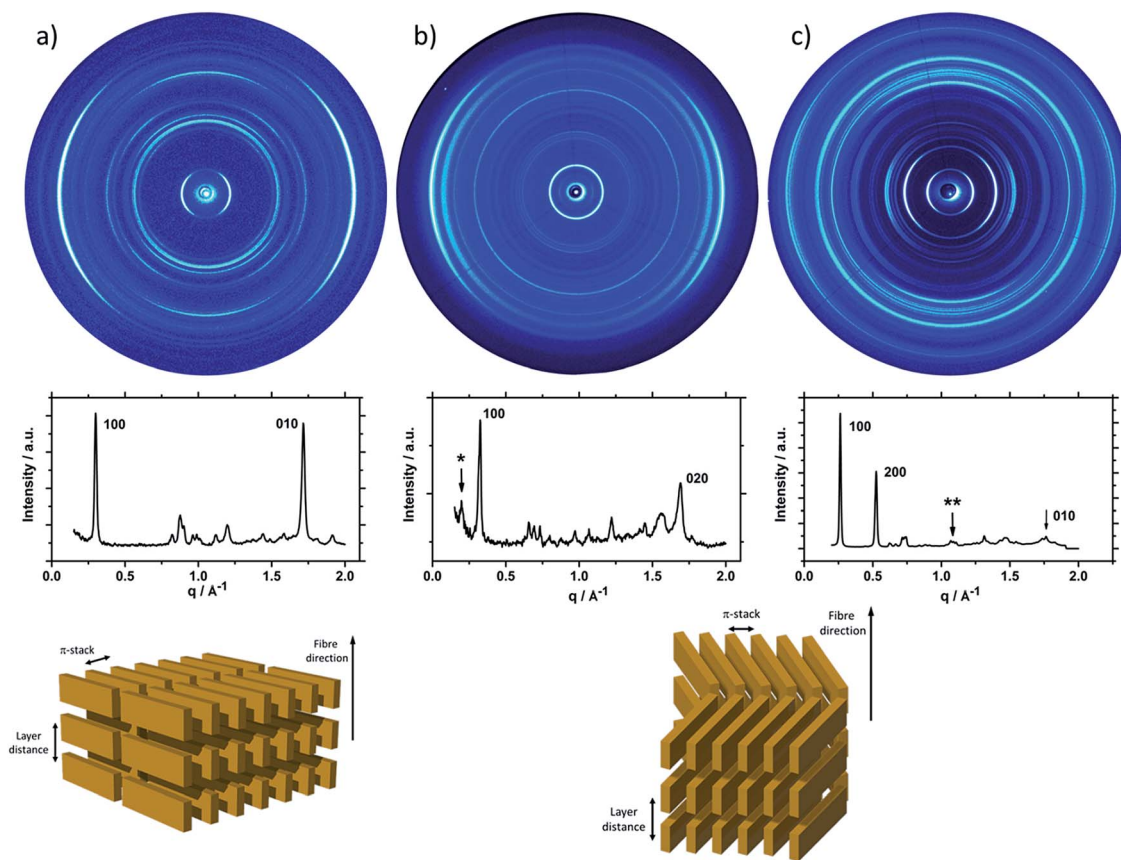 a)
b)
c)
100
010
Intensity / a.u.
0.0 0.5 1.0 1.5 2.0
q / Å-1
*
100
020
Intensity / a.u.
0.0 0.5 1.0 1.5 2.0
q / Å-1
100
200
**
010
Intensity / a.u.
0.0 0.5 1.0 1.5 2.0
q / Å-1
π-stack
Fibre
direction
Layer
distance
π-stack
Fibre
direction
Layer
distance